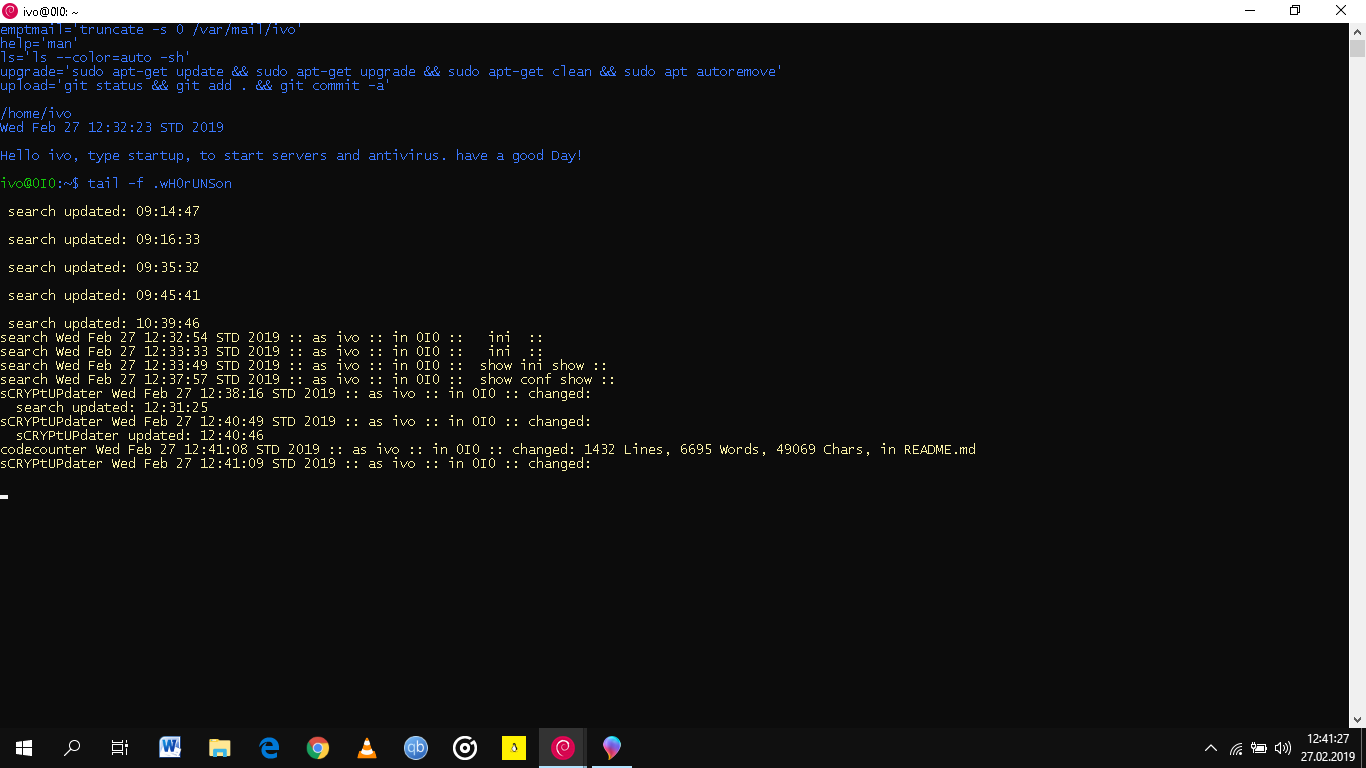 ivo@0I0: ~
emptmail='truncate -s 0 /var/mail/ivo'
help='man'
ls='ls --color=auto -sh'
upgrade='sudo apt-get update && sudo apt-get upgrade && sudo apt-get clean && sudo apt autoremove'
upload='git status && git add . && git commit -a'
/home/ivo
Wed Feb 27 12:32:23 STD 2019
Hello ivo, type startup, to start servers and antivirus. have a good Day!
ivo@0I0:~$ tail -f .wH0rUNSon
search updated: 09:14:47
search updated: 09:16:33
search updated: 09:35:32
search updated: 09:45:41
search updated: 10:39:46
search Wed Feb 27 12:32:54 STD 2019 :: as ivo :: in 0I0 ::   ini  ::
search Wed Feb 27 12:33:33 STD 2019 :: as ivo :: in 0I0 ::   ini  ::
search Wed Feb 27 12:33:49 STD 2019 :: as ivo :: in 0I0 ::  show ini show ::
search Wed Feb 27 12:37:57 STD 2019 :: as ivo :: in 0I0 ::  show conf show ::
sCRYPtUPdater Wed Feb 27 12:38:16 STD 2019 :: as ivo :: in 0I0 :: changed:
search updated: 12:31:25
sCRYPtUPdater Wed Feb 27 12:40:49 STD 2019 :: as ivo :: in 0I0 :: changed:
sCRYPtUPdater updated: 12:40:46
codecounter Wed Feb 27 12:41:08 STD 2019 :: as ivo :: in 0I0 :: changed: 1432 Lines, 6695 Words, 49069 Chars, in README.md
sCRYPtUPdater Wed Feb 27 12:41:09 STD 2019 :: as ivo :: in 0I0 :: changed:
W
qb
12:41:27
27.02.2019